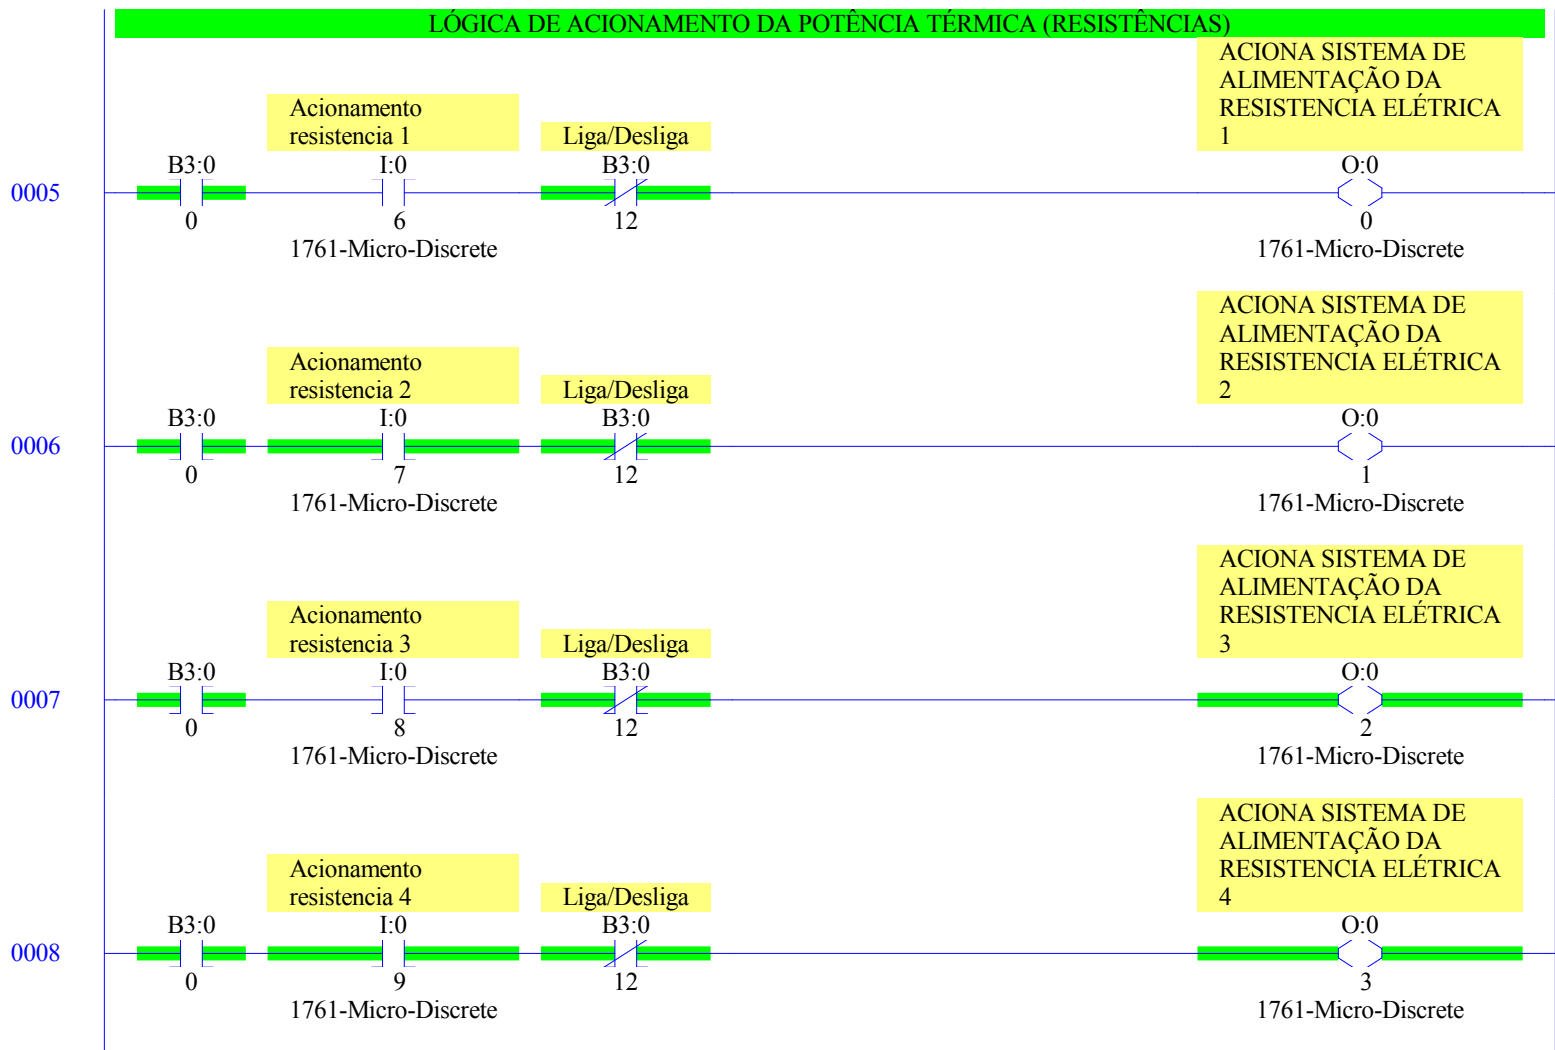 LÓGICA DE ACIONAMENTO DA POTÊNCIA TÉRMICA (RESISTÊNCIAS)
ACIONA SISTEMA DE
ALIMENTAÇÃO DA
RESISTENCIA ELÉTRICA
1
Acionamento
resistencia 1
Liga/Desliga
B3:0 I:0 B3:0 O:0
0005
0 6 12 0
1761-Micro-Discrete 1761-Micro-Discrete
ACIONA SISTEMA DE
ALIMENTAÇÃO DA
RESISTENCIA ELÉTRICA
2
Acionamento
resistencia 2
Liga/Desliga
B3:0 I:0 B3:0 O:0
0006
0 7 12 1
1761-Micro-Discrete 1761-Micro-Discrete
ACIONA SISTEMA DE
ALIMENTAÇÃO DA
RESISTENCIA ELÉTRICA
3
Acionamento
resistencia 3
Liga/Desliga
B3:0 I:0 B3:0 O:0
0007
0 8 12 2
1761-Micro-Discrete 1761-Micro-Discrete
ACIONA SISTEMA DE
ALIMENTAÇÃO DA
RESISTENCIA ELÉTRICA
4
Acionamento
resistencia 4
Liga/Desliga
B3:0 I:0 B3:0 O:0
0008
0 9 12 3
1761-Micro-Discrete 1761-Micro-Discrete